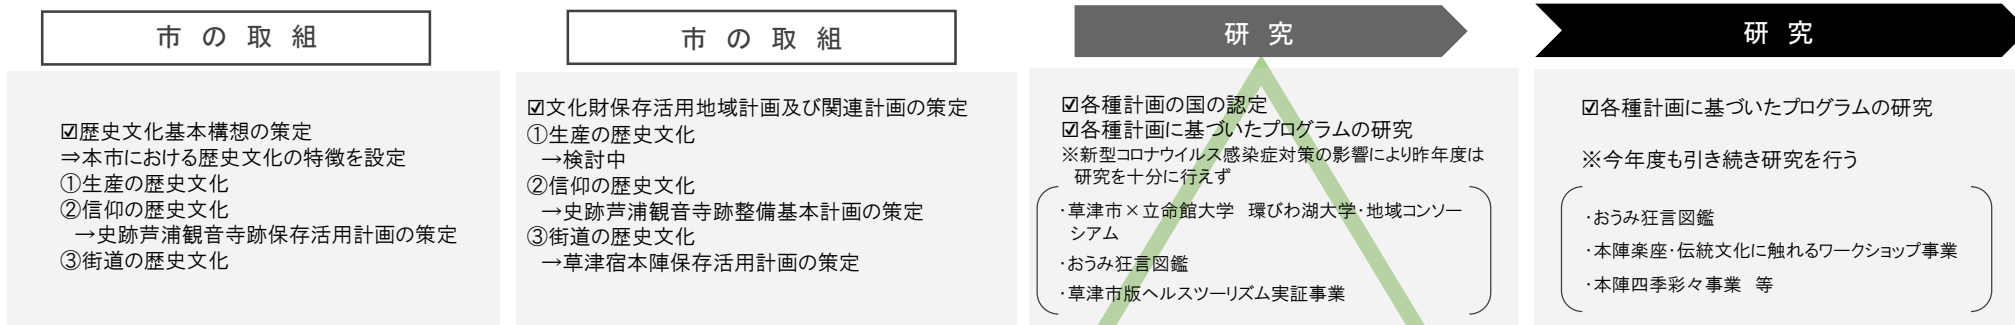 市の取組
☑歴史文化基本構想の策定
⇒本市における歴史文化の特徴を設定
①生産の歴史文化
②信仰の歴史文化
→史跡芦浦観音寺跡保存活用計画の策定
③街道の歴史文化
市の取組
☑文化財保存活用地域計画及び関連計画の策定
①生産の歴史文化
→検討中
②信仰の歴史文化
→史跡芦浦観音寺跡整備基本計画の策定
③街道の歴史文化
→草津宿本陣保存活用計画の策定
研究
☑各種計画の国の認定
☑各種計画に基づいたプログラムの研究
※新型コロナウイルス感染症対策の影響により昨年度は
研究を十分に行えず
・草津市×立命館大学　環びわ湖大学・地域コンソー
シアム
・おうみ狂言図鑑
・草津市版ヘルスツーリズム実証事業
研究
☑各種計画に基づいたプログラムの研究
※今年度も引き続き研究を行う
・おうみ狂言図鑑
・本陣楽座・伝統文化に触れるワークショップ事業
・本陣四季彩々事業　等